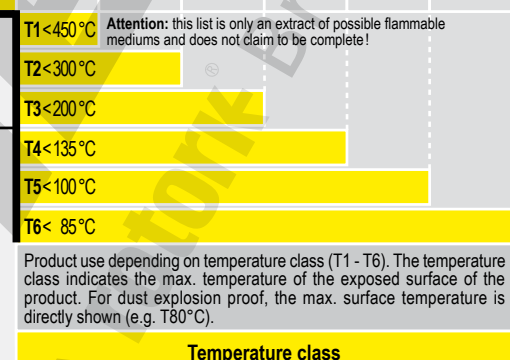 T1<450°C Attention: this list is only an extract of possible flammable
mediums and does not claim to be complete!
T2<300°C
®
T3<200°C
T4<135°C
T5<100°C
T6< 85°C
rotork® Br
Product use depending on temperature class (T1 - T6). The temperature
class indicates the max. temperature of the exposed surface of the
product. For dust explosion proof, the max. surface temperature is
directly shown (e.g. T80°C).
Temperature class